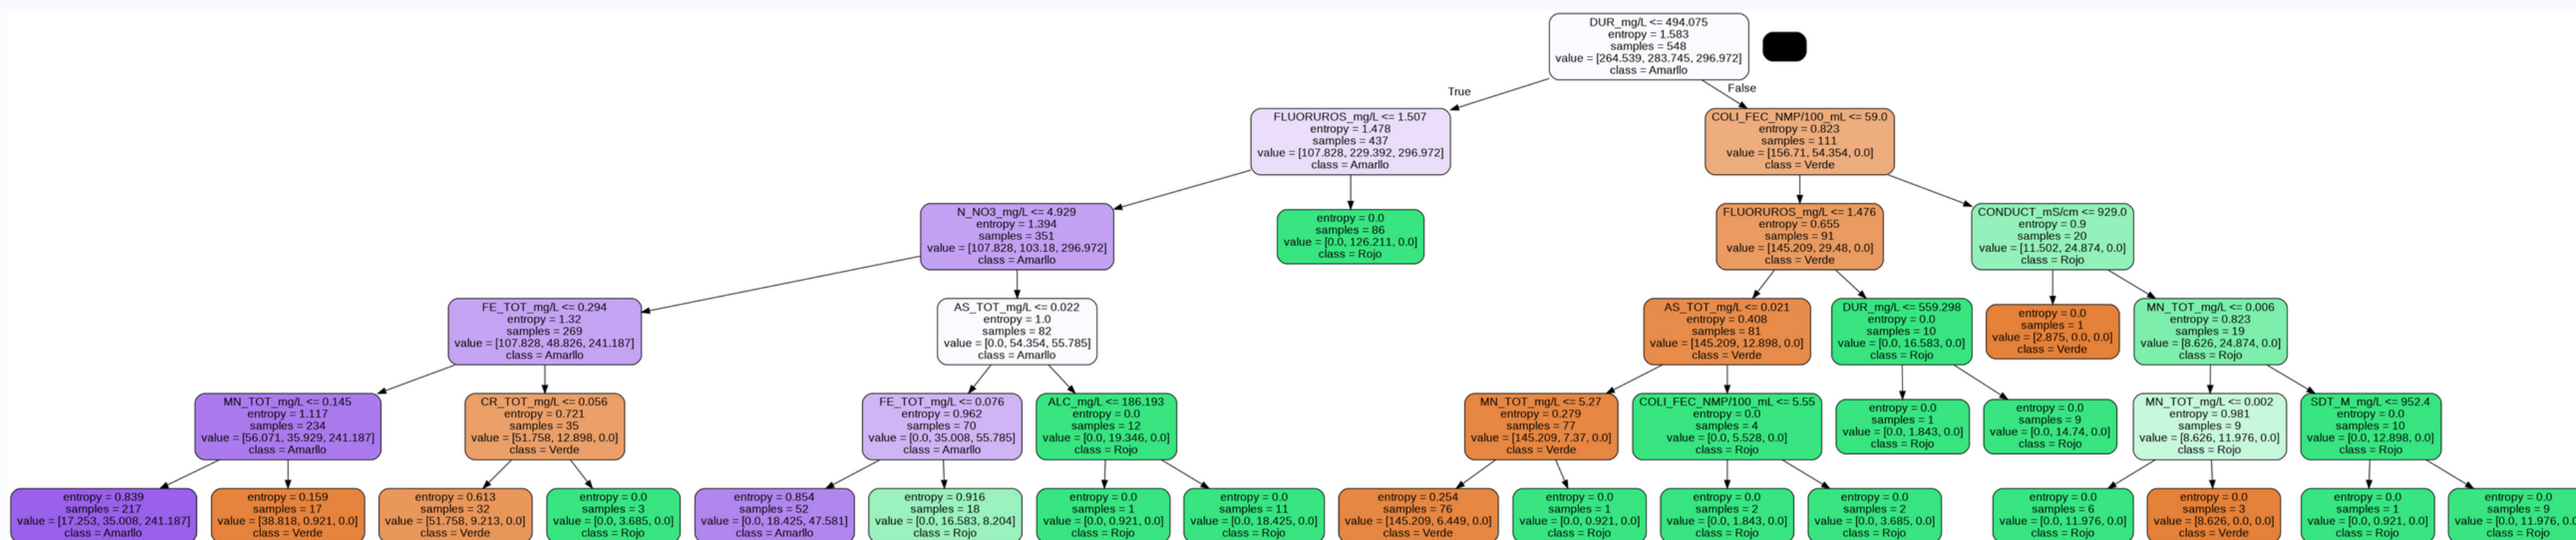 DUR_mg/L <= 494.075
entropy = 1.583
samples = 548
value = [264.539, 283.745, 296.972]
class = Amarllo
True
False
FLUORUROS_mg/L <= 1.507
entropy = 1.478
samples = 437
value = [107.828, 229.392, 296.972]
class = Amarllo
COLI_FEC_NMP/100_mL <= 59.0
entropy = 0.823
samples = 111
value = [156.71, 54.354, 0.0]
class = Verde
N_NO3_mg/L <= 4.929
entropy = 1.394
samples = 351
value = [107.828, 103.18, 296.972]
class = Amarllo
entropy = 0.0
samples = 86
value = [0.0, 126.211, 0.0]
class = Rojo
FLUORUROS_mg/L <= 1.476
entropy = 0.655
samples = 91
value = [145.209, 29.48, 0.0]
class = Verde
CONDUCT_mS/cm <= 929.0
entropy = 0.9
samples = 20
value = [11.502, 24.874, 0.0]
class = Rojo
FE_TOT_mg/L <= 0.294
entropy = 1.32
samples = 269
value = [107.828, 48.826, 241.187]
class = Amarllo
AS_TOT_mg/L <= 0.022
entropy = 1.0
samples = 82
value = [0.0, 54.354, 55.785]
class = Amarllo
AS_TOT_mg/L <= 0.021
entropy = 0.408
samples = 81
value = [145.209, 12.898, 0.0]
class = Verde
DUR_mg/L <= 559.298
entropy = 0.0
samples = 10
value = [0.0, 16.583, 0.0]
class = Rojo
entropy = 0.0
samples = 1
value = [2.875, 0.0, 0.0]
class = Verde
MN_TOT_mg/L <= 0.006
entropy = 0.823
samples = 19
value = [8.626, 24.874, 0.0]
class = Rojo
MN_TOT_mg/L <= 0.145
entropy = 1.117
samples = 234
value = [56.071, 35.929, 241.187]
class = Amarllo
CR_TOT_mg/L <= 0.056
entropy = 0.721
samples = 35
value = [51.758, 12.898, 0.0]
class = Verde
FE_TOT_mg/L <= 0.076
entropy = 0.962
samples = 70
value = [0.0, 35.008, 55.785]
class = Amarllo
ALC_mg/L <= 186.193
entropy = 0.0
samples = 12
value = [0.0, 19.346, 0.0]
class = Rojo
MN_TOT_mg/L <= 5.27
entropy = 0.279
samples = 77
value = [145.209, 7.37, 0.0]
class = Verde
COLI_FEC_NMP/100_mL <= 5.55
entropy = 0.0
samples = 4
value = [0.0, 5.528, 0.0]
class = Rojo
entropy = 0.0
samples = 1
value = [0.0, 1.843, 0.0]
class = Rojo
entropy = 0.0
samples = 9
value = [0.0, 14.74, 0.0]
class = Rojo
MN_TOT_mg/L <= 0.002
entropy = 0.981
samples = 9
value = [8.626, 11.976, 0.0]
class = Rojo
SDT_M_mg/L <= 952.4
entropy = 0.0
samples = 10
value = [0.0, 12.898, 0.0]
class = Rojo
entropy = 0.839
samples = 217
value = [17.253, 35.008, 241.187]
class = Amarllo
entropy = 0.159
samples = 17
value = [38.818, 0.921, 0.0]
class = Verde
entropy = 0.613
samples = 32
value = [51.758, 9.213, 0.0]
class = Verde
entropy = 0.0
samples = 3
value = [0.0, 3.685, 0.0]
class = Rojo
entropy = 0.854
samples = 52
value = [0.0, 18.425, 47.581]
class = Amarllo
entropy = 0.916
samples = 18
value = [0.0, 16.583, 8.204]
class = Rojo
entropy = 0.0
samples = 1
value = [0.0, 0.921, 0.0]
class = Rojo
entropy = 0.0
samples = 11
value = [0.0, 18.425, 0.0]
class = Rojo
entropy = 0.254
samples = 76
value = [145.209, 6.449, 0.0]
class = Verde
entropy = 0.0
samples = 1
value = [0.0, 0.921, 0.0]
class = Rojo
entropy = 0.0
samples = 2
value = [0.0, 1.843, 0.0]
class = Rojo
entropy = 0.0
samples = 2
value = [0.0, 3.685, 0.0]
class = Rojo
entropy = 0.0
samples = 6
value = [0.0, 11.976, 0.0]
class = Rojo
entropy = 0.0
samples = 3
value = [8.626, 0.0, 0.0]
class = Verde
entropy = 0.0
samples = 1
value = [0.0, 0.921, 0.0]
class = Rojo
entropy = 0.0
samples = 9
value = [0.0, 11.976,
class = Rojo